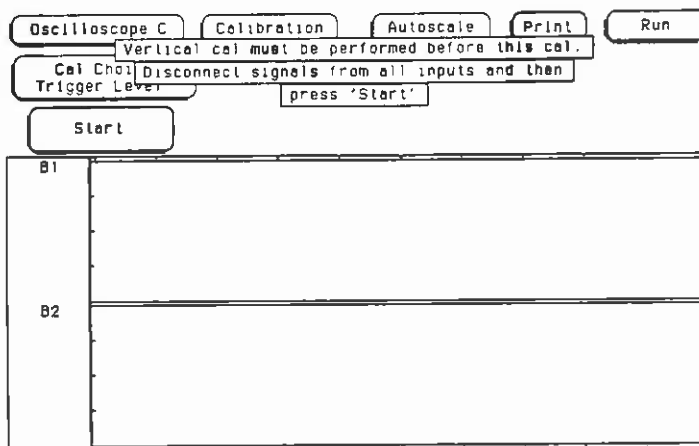 Oscilloscope C Calibration Autoscale Print Run
Vertical cal must be performed before this cal.
Cal Disconnect signals from all inputs and then
Trigger press 'Start'
Start
B1
B2